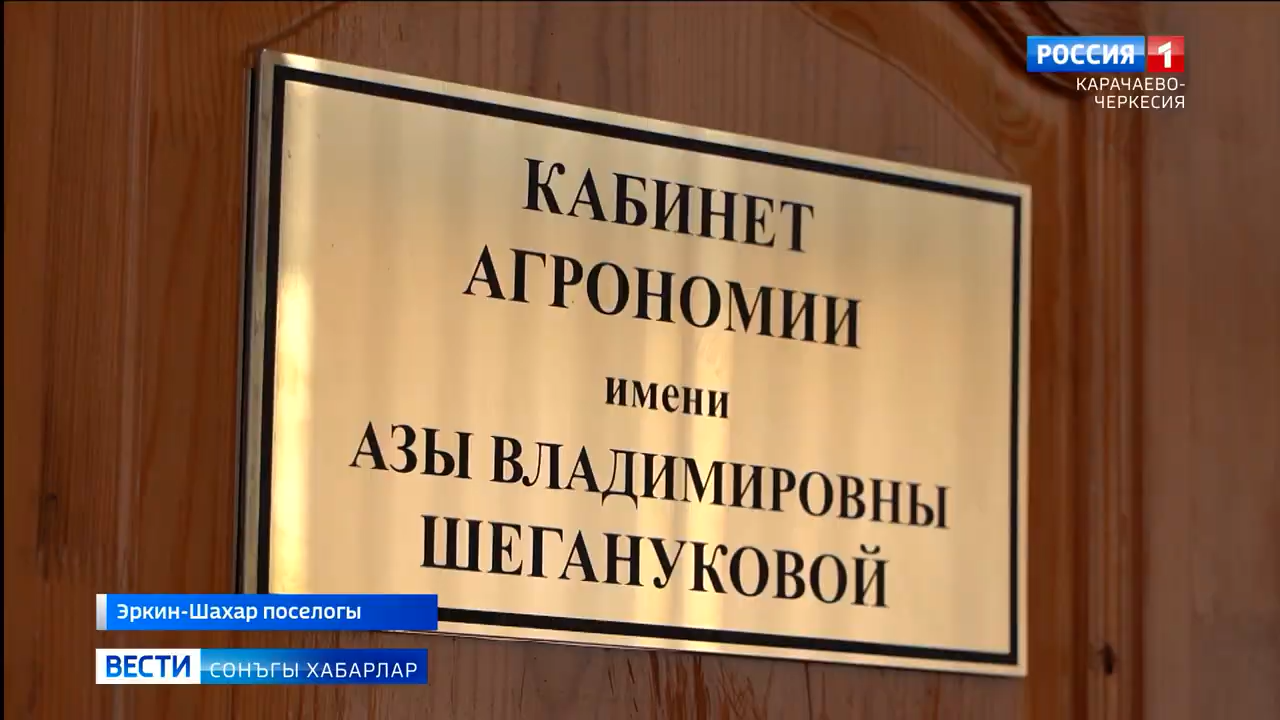 РОССИЯ 1
КАРАЧАЕВО-
ЧЕРКЕСИЯ
КАБИНЕТ
АГРОНОМИИ
имени
АЗЫ ВЛАДИМИРОВНЫ
ШЕГАНУКОВОЙ
Эркин-Шахар поселогы
ВЕСТИ СОНЪГЫ ХАБАРЛАР